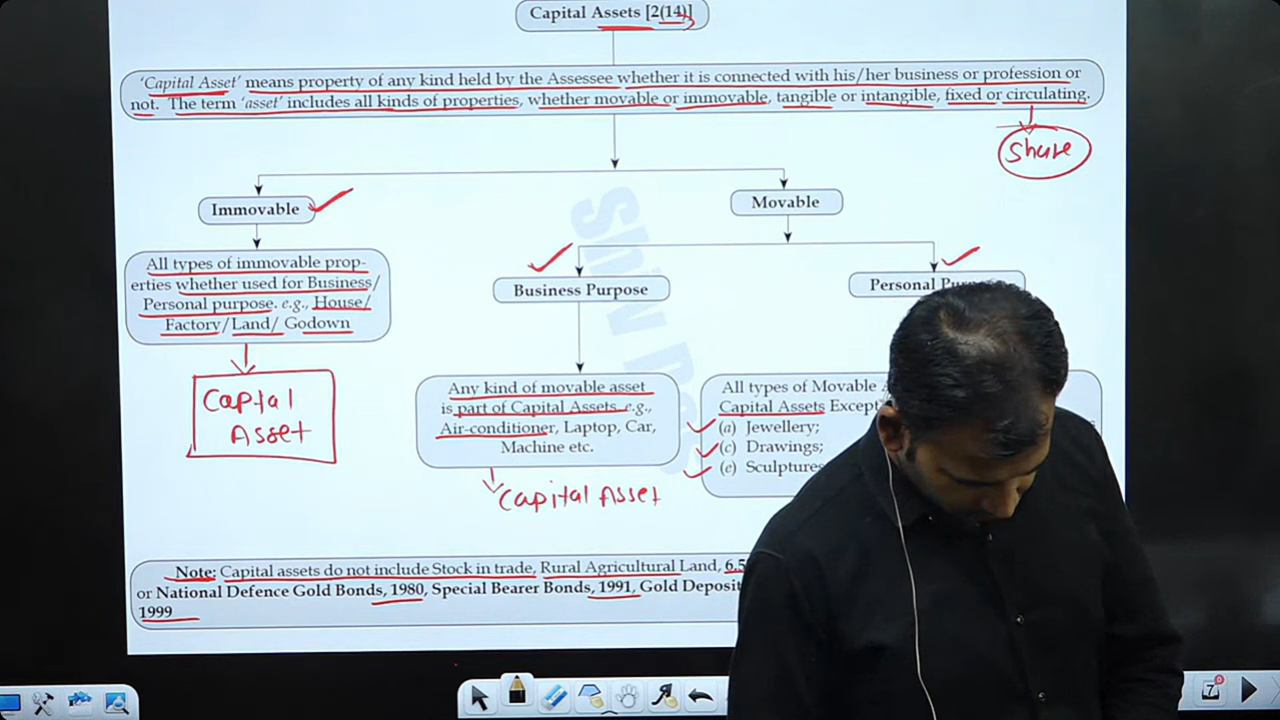 Capital Assets [2(14)]
'Capital Asset' means property of any kind held by the Assessee whether it is connected with his/her business or profession or
not. The term 'asset' includes all kinds of properties, whether movable or immovable, tangible or intangible, fixed or circulating.
Share
Immovable
Movable
All types of immovable prop-
erties whether used for Business/
Personal purpose. e.g., House/
Factory/Land/ Godown
Capital
Asset
Business Purpose
Personal
Any kind of movable asset
is part of Capital Assets e.g.,
Air-conditioner, Laptop, Car,
Machine etc.
Capital Asset
All types of Movable
Capital Assets Except
(a) Jewellery;
(c) Drawings;
(e) Sculptures
Note: Capital assets do not include Stock in trade, Rural Agricultural Land, 6.5
or National Defence Gold Bonds, 1980, Special Bearer Bonds, 1991, Gold Deposit
1999
7